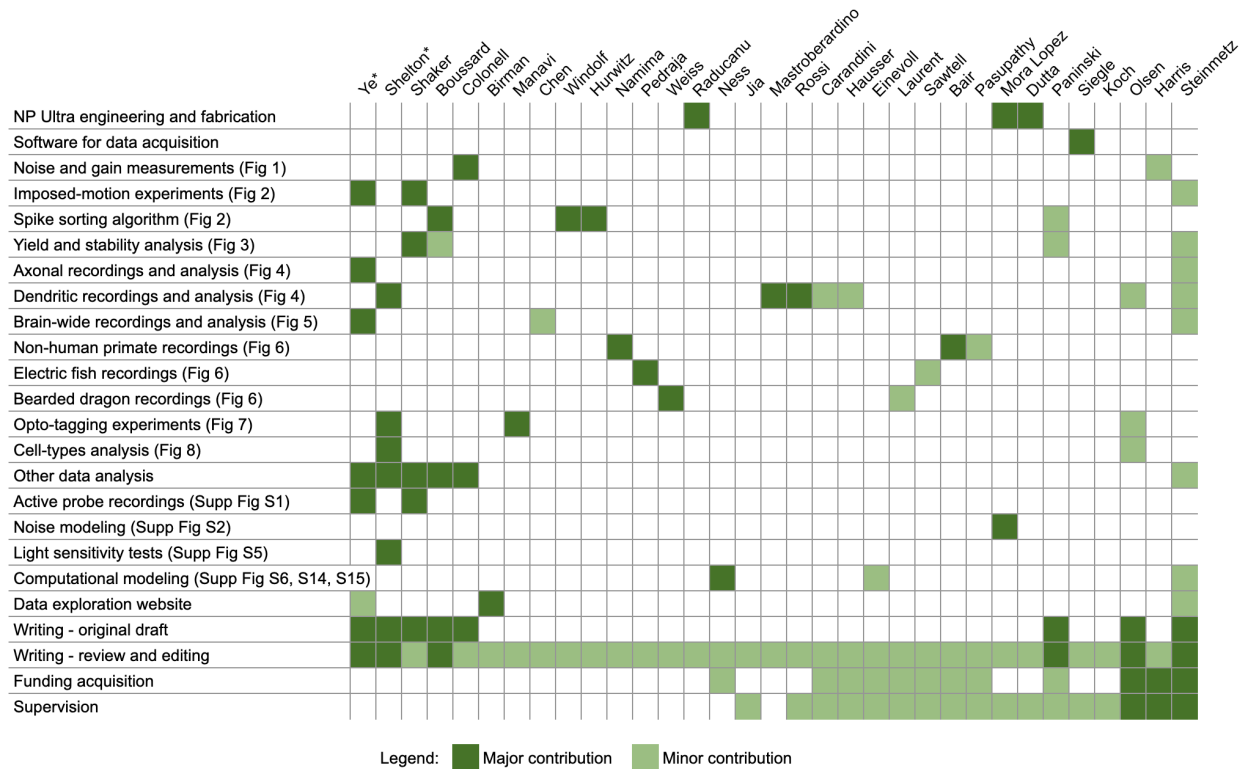 Ye*
Shelton*
Shaker
Boussard
Colonell
Birman
Manavi
Chen
Windolf
Hurwitz
Namima
Pedraja
Weiss
Raducanu
Ness
Jia
Mastroberardino
Rossi
Carandini
Hausser
Einevoll
Laurent
Sawtell
Bair
Pasupathy
Mora Lopez
Dutta
Paninski
Siegle
Koch
Olsen
Harris
Steinmetz
NP Ultra engineering and fabrication
Software for data acquisition
Noise and gain measurements (Fig 1)
Imposed-motion experiments (Fig 2)
Spike sorting algorithm (Fig 2)
Yield and stability analysis (Fig 3)
Axonal recordings and analysis (Fig 4)
Dendritic recordings and analysis (Fig 4)
Brain-wide recordings and analysis (Fig 5)
Non-human primate recordings (Fig 6)
Electric fish recordings (Fig 6)
Bearded dragon recordings (Fig 6)
Opto-tagging experiments (Fig 7)
Cell-types analysis (Fig 8)
Other data analysis
Active probe recordings (Supp Fig S1)
Noise modeling (Supp Fig S2)
Light sensitivity tests (Supp Fig S5)
Computational modeling (Supp Fig S6, S14, S15)
Data exploration website
Writing - original draft
Writing - review and editing
Funding acquisition
Supervision
Legend: Major contribution Minor contribution